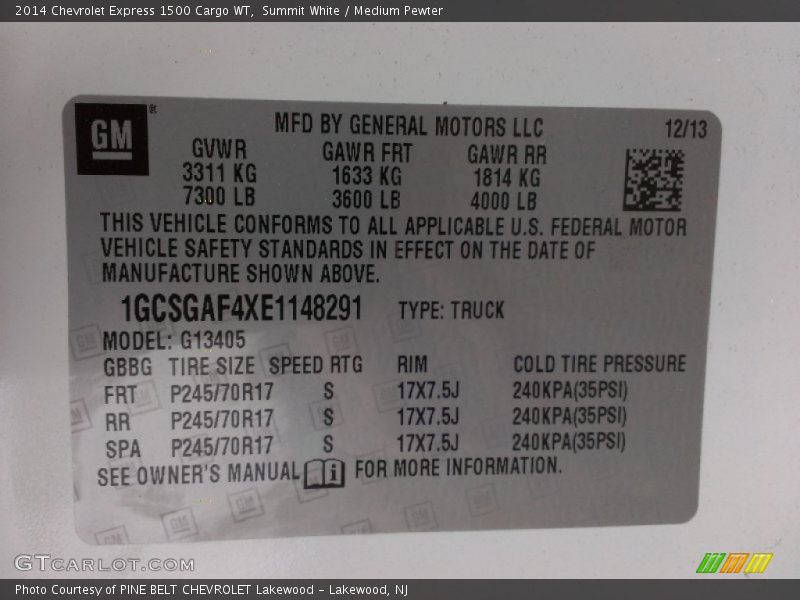 2014 Chevrolet Express 1500 Cargo WT,  Summit White / Medium Pewter
GM®
MFD BY GENERAL MOTORS LLC 12/13
GVWR GAWR FRT GAWR RR
3311 KG 1633 KG 1814 KG
7300 LB 3600 LB 4000 LB
THIS VEHICLE CONFORMS TO ALL APPLICABLE U.S. FEDERAL MOTOR
VEHICLE SAFETY STANDARDS IN EFFECT ON THE DATE OF
MANUFACTURE SHOWN ABOVE.
1GCSGAF4XE1148291 TYPE: TRUCK
MODEL: G13405
GBBG TIRE SIZE SPEED RTG RIM COLD TIRE PRESSURE
FRT P245/70R17 S 17X7.5J 240KPA(35PSI)
RR P245/70R17 S 17X7.5J 240KPA(35PSI)
SPA P245/70R17 S 17X7.5J 240KPA(35PSI)
SEE OWNER'S MANUAL i FOR MORE INFORMATION.
GTCARLOT.COM
Photo Courtesy of PINE BELT CHEVROLET Lakewood - Lakewood, NJ